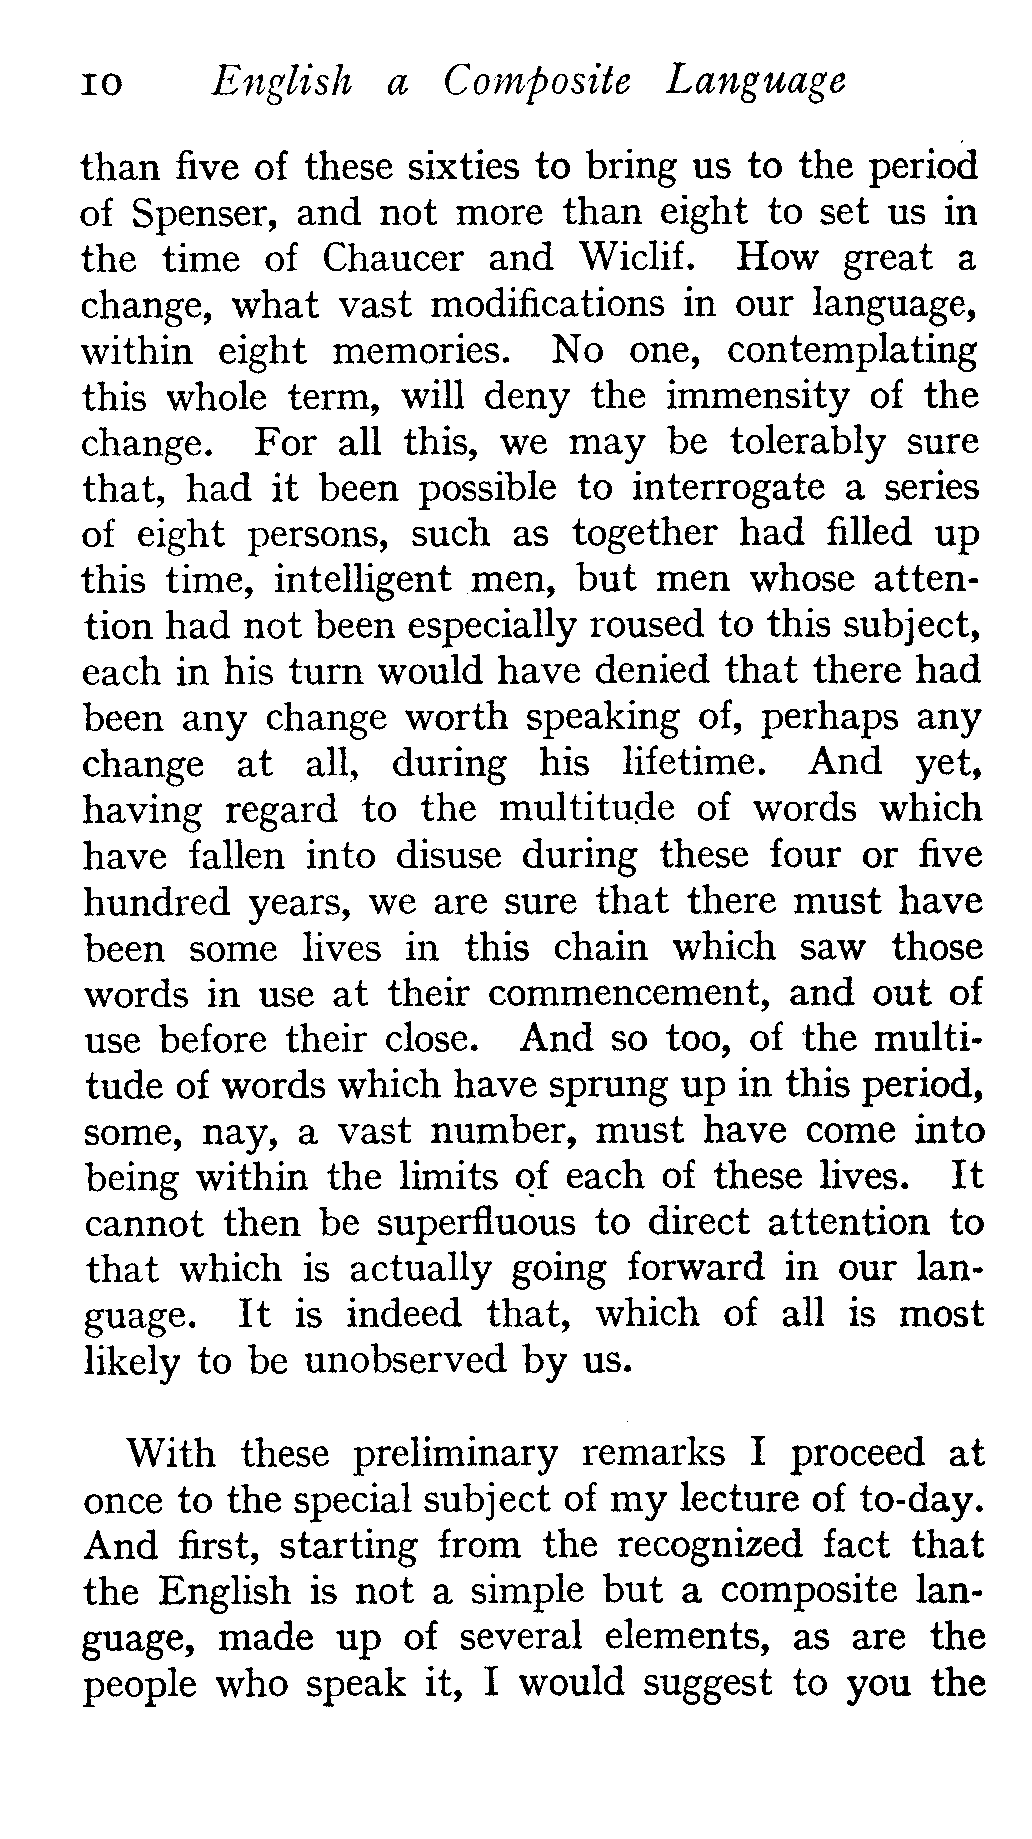 10 English a Composite Language
than five of these sixties to bring us to the period
of Spenser, and not more than eight to set us in
the time of Chaucer and Wiclif. How great a
change, what vast modifications in our language,
within eight memories. No one, contemplating
this whole term, will deny the immensity of the
change. For all this, we may be tolerably sure
that, had it been possible to interrogate a series
of eight persons, such as together had filled up
this time, intelligent men, but men whose atten-
tion had not been especially roused to this subject,
each in his turn would have denied that there had
been any change worth speaking of, perhaps any
change at all, during his lifetime. And yet,
having regard to the multitude of words which
have fallen into disuse during these four or five
hundred years, we are sure that there must have
been some lives in this chain which saw those
words in use at their commencement, and out of
use before their close. And so too, of the multi-
tude of words which have sprung up in this period,
some, nay, a vast number, must have come into
being within the limits of each of these lives. It
cannot then be superfluous to direct attention to
that which is actually going forward in our lan-
guage. It is indeed that, which of all is most
likely to be unobserved by us.
With these preliminary remarks I proceed at
once to the special subject of my lecture of to-day.
And first, starting from the recognized fact that
the English is not a simple but a composite lan-
guage, made up of several elements, as are the
people who speak it, I would suggest to you the